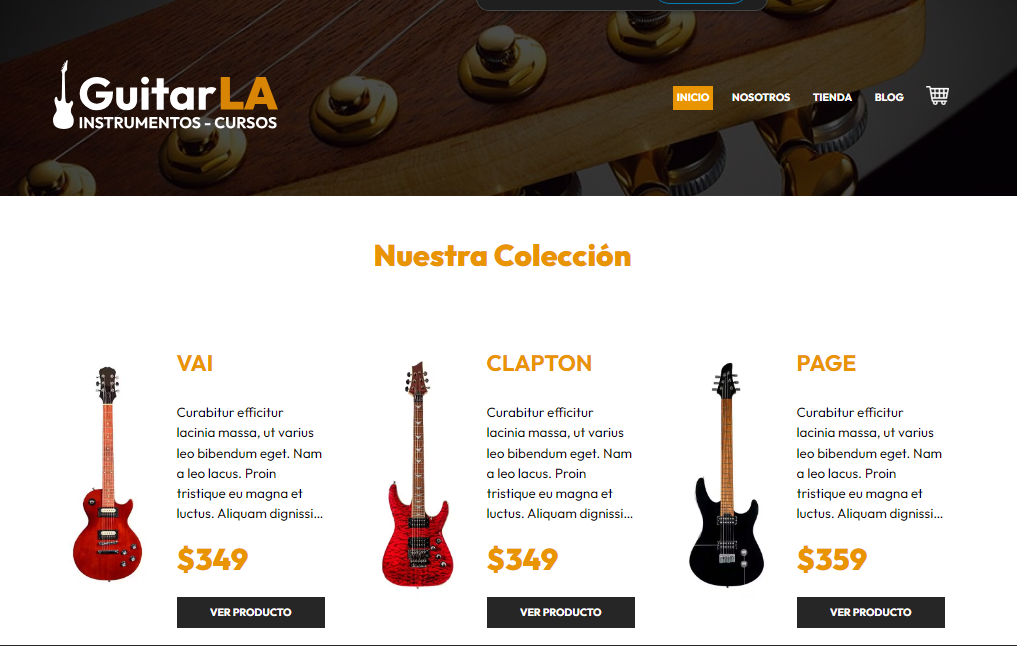 GuitarLA
INSTRUMENTOS - CURSOS
INICIO
NOSOTROS
TIENDA
BLOG
Nuestra Colección
VAI
Curabitur efficitur
lacinia massa, ut varius
leo bibendum eget. Nam
a leo lacus. Proin
tristique eu magna et
luctus. Aliquam dignissi...
$349
VER PRODUCTO
CLAPTON
Curabitur efficitur
lacinia massa, ut varius
leo bibendum eget. Nam
a leo lacus. Proin
tristique eu magna et
luctus. Aliquam dignissi...
$349
VER PRODUCTO
PAGE
Curabitur efficitur
lacinia massa, ut varius
leo bibendum eget. Nam
a leo lacus. Proin
tristique eu magna et
luctus. Aliquam dignissi...
$359
VER PRODUCTO